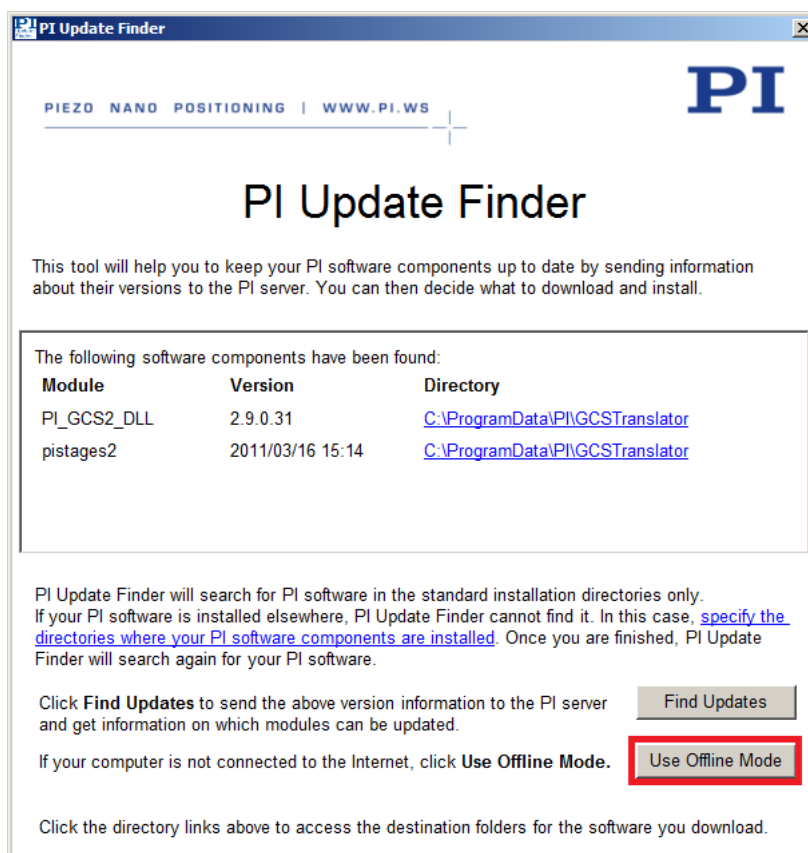 PI Update Finder
PIEZO NANO POSITIONING | WWW.PI.WS
PI
PI Update Finder
This tool will help you to keep your PI software components up to date by sending information
about their versions to the PI server. You can then decide what to download and install.
The following software components have been found:
Module Version Directory
PI_GCS2_DLL 2.9.0.31 C:\ProgramData\PI\GCSTranslator
pistages2 2011/03/16 15:14 C:\ProgramData\PI\GCSTranslator
PI Update Finder will search for PI software in the standard installation directories only.
If your PI software is installed elsewhere, PI Update Finder cannot find it. In this case, specify the
directories where your PI software components are installed. Once you are finished, PI Update
Finder will search again for your PI software.
Click Find Updates to send the above version information to the PI server
and get information on which modules can be updated.
Find Updates
If your computer is not connected to the Internet, click Use Offline Mode.
Use Offline Mode
Click the directory links above to access the destination folders for the software you download.